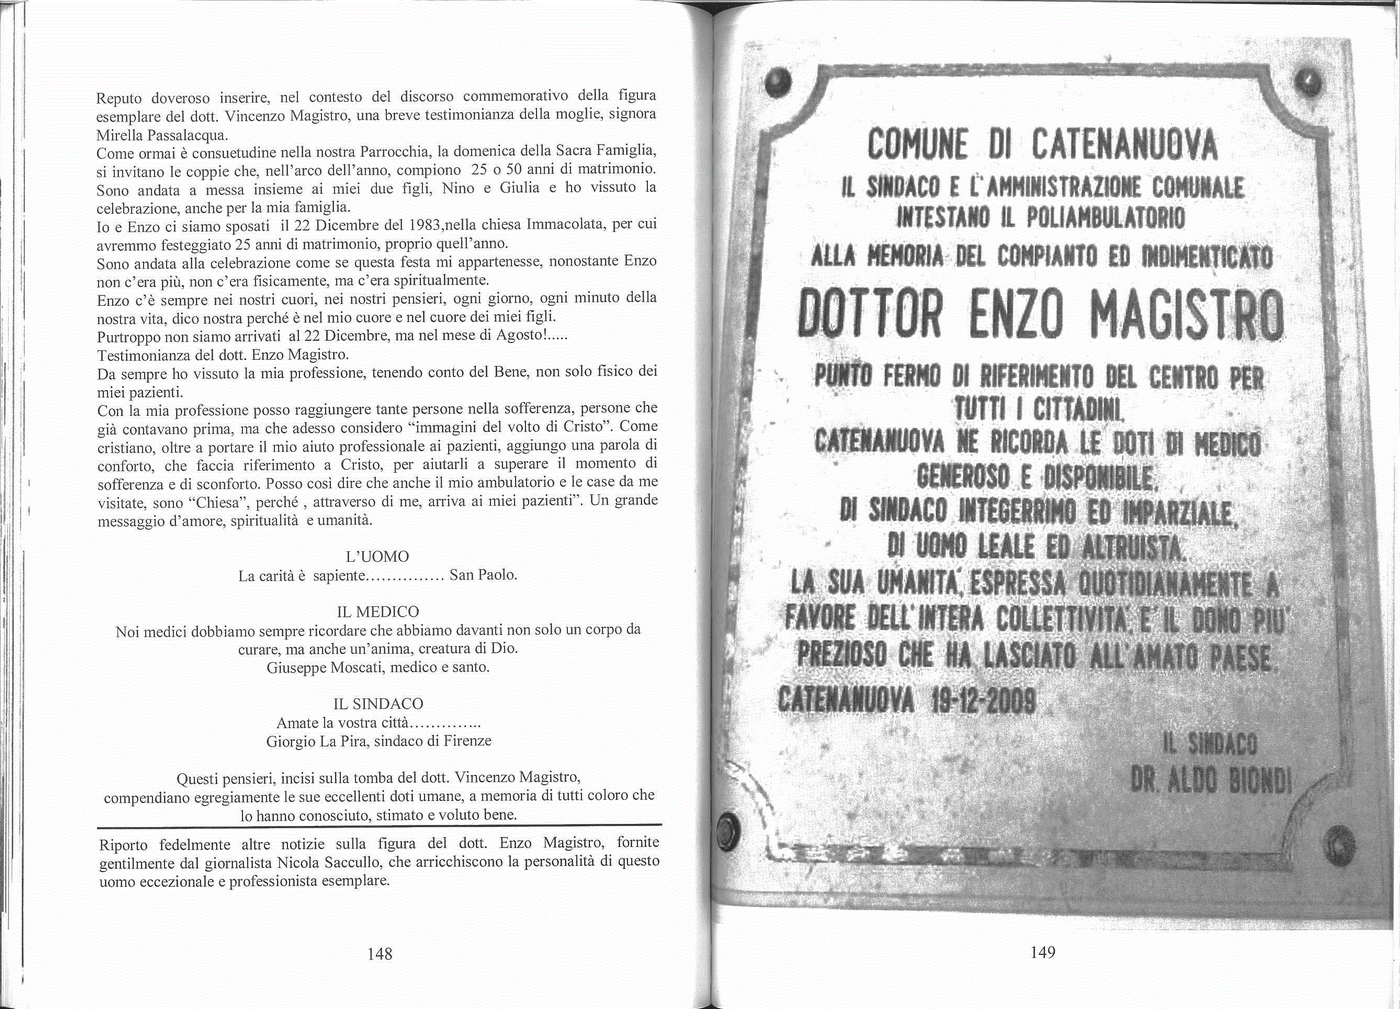 Reputo doveroso inserire, nel contesto del discorso commemorativo della figura
esemplare del dott. Vincenzo Magistro, una breve testimonianza della moglie, signora
Mirella Passalacqua.
Come ormai è consuetudine nella nostra Parrocchia, la domenica della Sacra Famiglia,
si invitano le coppie che, nell'arco dell'anno, compiono 25 o 50 anni di matrimonio.
Sono andata a messa insieme ai miei due figli, Nino e Giulia e ho vissuto la
celebrazione, anche per la mia famiglia.
Io e Enzo ci siamo sposati il 22 Dicembre del 1983,nella chiesa Immacolata, per cui
avremmo festeggiato 25 anni di matrimonio, proprio quell'anno.
Sono andata alla celebrazione come se questa festa mi appartenesse, nonostante Enzo
non c'era più, non c'era fisicamente, ma c'era spiritualmente.
Enzo c'è sempre nei nostri cuori, nei nostri pensieri, ogni giorno, ogni minuto della
nostra vita, dico nostra perché è nel mio cuore e nel cuore dei miei figli.
Purtroppo non siamo arrivati al 22 Dicembre, ma nel mese di Agosto!.....
Testimonianza del dott. Enzo Magistro.
Da sempre ho vissuto la mia professione, tenendo conto del Bene, non solo fisico dei
miei pazienti.
Con la mia professione posso raggiungere tante persone nella sofferenza, persone che
già contavano prima, ma che adesso considero “immagini del volto di Cristo”. Come
cristiano, oltre a portare il mio aiuto professionale ai pazienti, aggiungo una parola di
conforto, che faccia riferimento a Cristo, per aiutarli a superare il momento di
sofferenza e di sconforto. Posso così dire che anche il mio ambulatorio e le case da me
visitate, sono “Chiesa”, perché , attraverso di me, arriva ai miei pazienti”. Un grande
messaggio d'amore, spiritualità e umanità.
L'UOMO
La carità è sapiente…………… San Paolo.
IL MEDICO
Noi medici dobbiamo sempre ricordare che abbiamo davanti non solo un corpo da
curare, ma anche un'anima, creatura di Dio.
Giuseppe Moscati, medico e santo.
IL SINDACO
Amate la vostra città…………..
Giorgio La Pira, sindaco di Firenze
Questi pensieri, incisi sulla tomba del dott. Vincenzo Magistro,
compendiano egregiamente le sue eccellenti doti umane, a memoria di tutti coloro che
lo hanno conosciuto, stimato e voluto bene.
Riporto fedelmente altre notizie sulla figura del dott. Enzo Magistro, fornite
gentilmente dal giornalista Nicola Saccullo, che arricchiscono la personalità di questo
uomo eccezionale e professionista esemplare.
148
COMUNE DI CATENANUOVA
IL SINDACO E L'AMMINISTRAZIONE COMUNALE
INTESTANO IL POLIAMBULATORIO
ALLA MEMORIA DEL COMPIANTO ED INDIMENTICATO
DOTTOR ENZO MAGISTRO
PUNTO FERMO DI RIFERIMENTO DEL CENTRO PER
TUTTI I CITTADINI.
CATENANUOVA NE RICORDA LE DOTI DI MEDICO
GENEROSO E DISPONIBILE,
DI SINDACO INTEGERRIMO ED IMPARZIALE,
DI UOMO LEALE ED ALTRUISTA.
LA SUA UMANITA', ESPRESSA QUOTIDIANAMENTE A
FAVORE DELL'INTERA COLLETTIVITA', E' IL DONO PIU'
PREZIOSO CHE HA LASCIATO ALL'AMATO PAESE.
CATENANUOVA 19-12-2009
IL SINDACO
DR. ALDO BIONDI
149